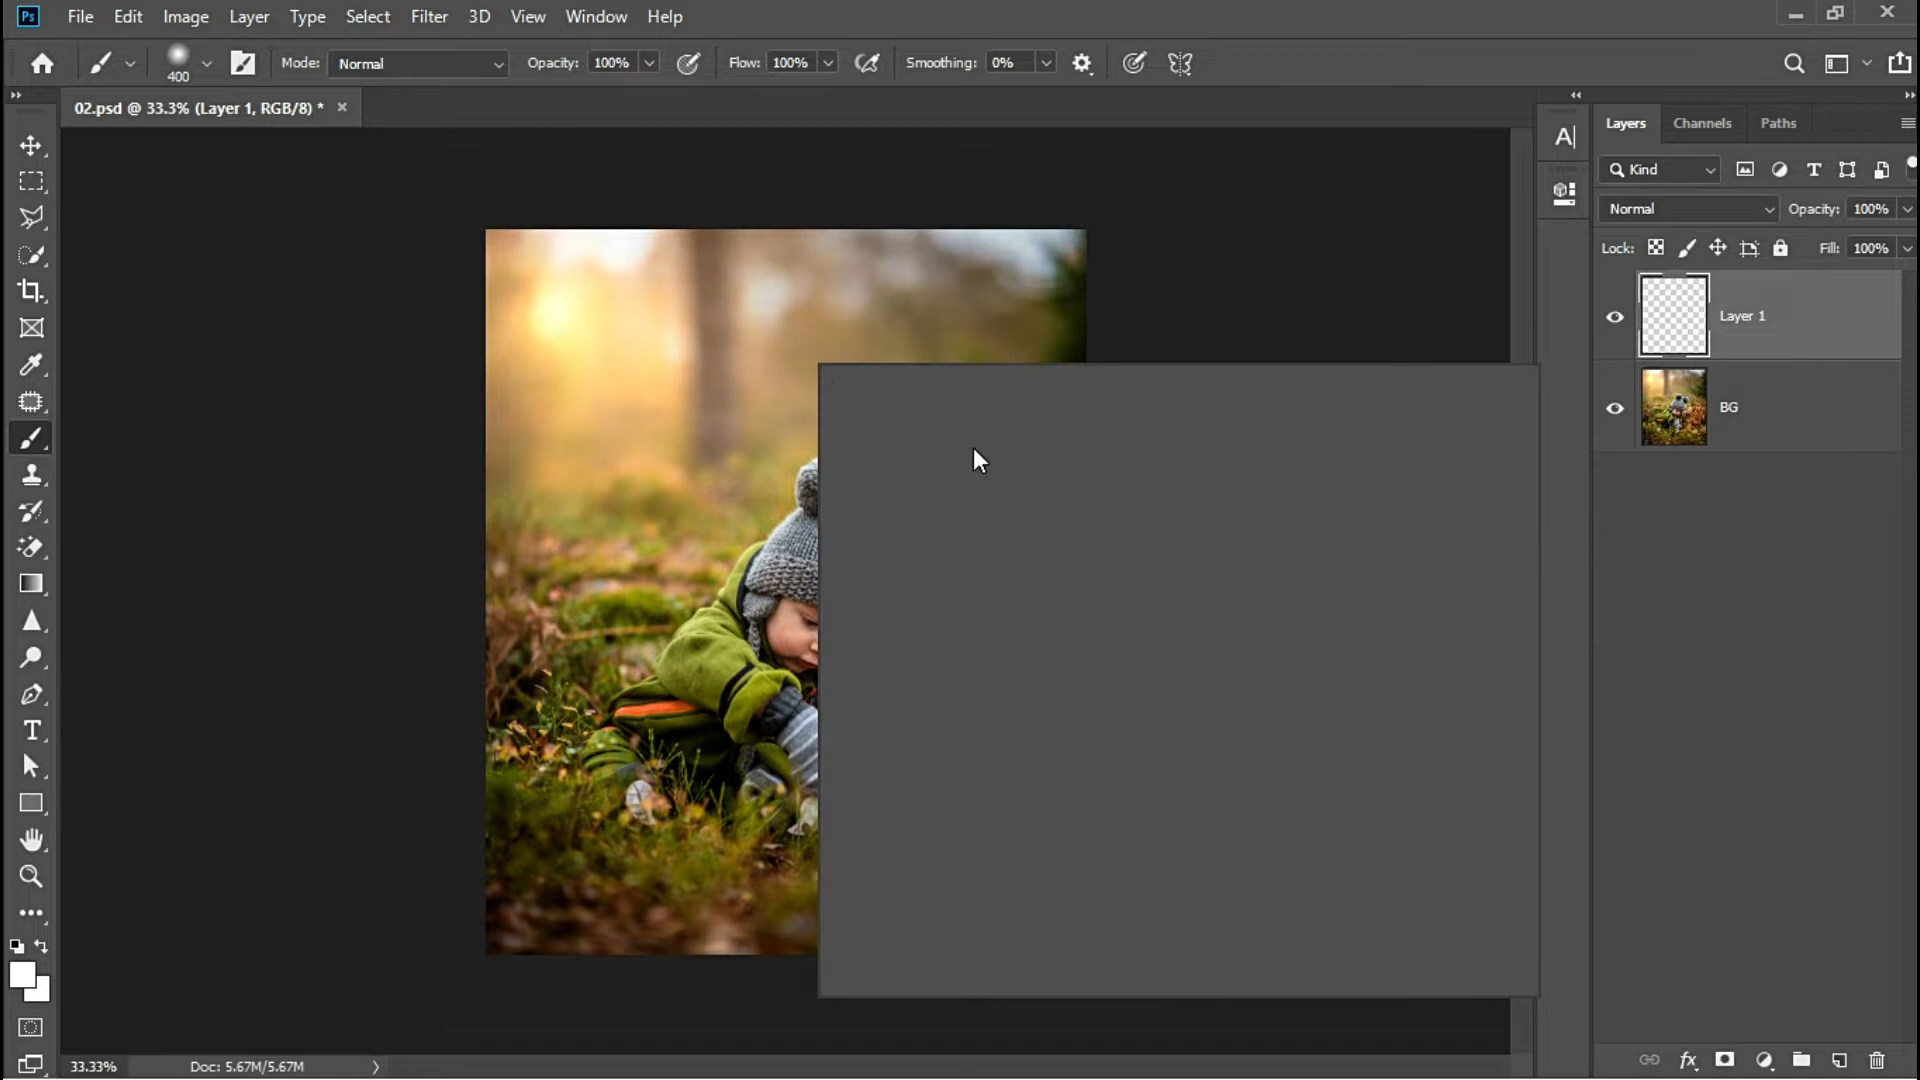 Ps File Edit Image Layer Type Select Filter 3D View Window Help
400 Mode: Normal Opacity: 100% Flow: 100% Smoothing: 0%
02.psd @ 33.3% (Layer 1, RGB/8) *
Layers Channels Paths
Kind
Normal Opacity: 100%
Lock: Fill: 100%
Layer 1
BG
33.33% Doc: 5.67M/5.67M